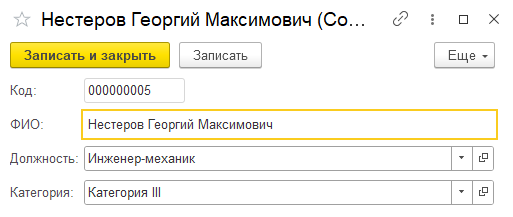 Нестеров Георгий Максимович (Со...
Записать и закрыть Записать Еще
Код: 000000005
ФИО: Нестеров Георгий Максимович
Должность: Инженер-механик
Категория: Категория III